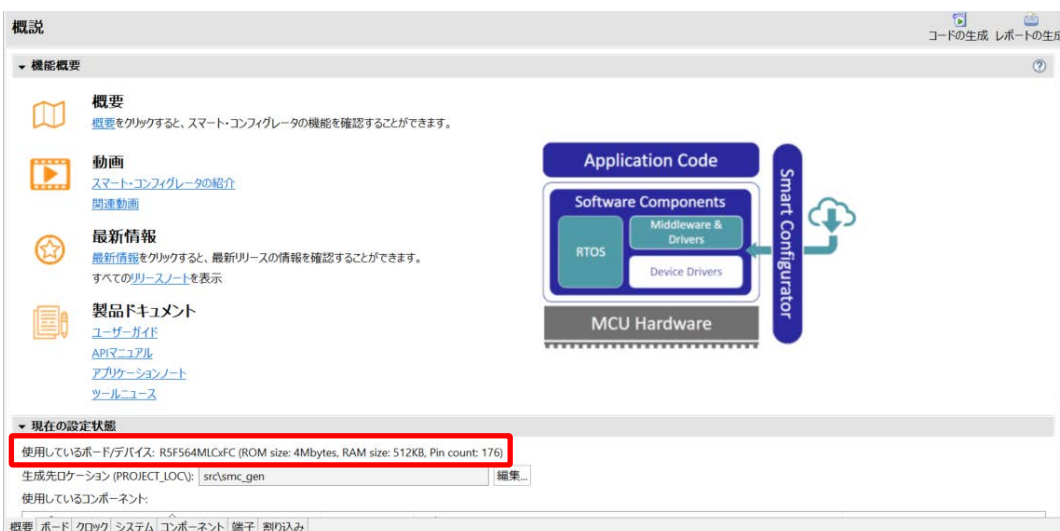 概説
コードの生成 レポートの生成
機能概要
概要
概要をクリックすると、スマート・コンフィグレータの機能を確認することができます。
動画
スマート・コンフィグレータの紹介
関連動画
最新情報
最新情報をクリックすると、最新リリースの情報を確認することができます。
すべてのリリースノートを表示
製品ドキュメント
ユーザーガイド
APIマニュアル
アプリケーションノート
ツールニュース
Application Code
Software Components
RTOS
Middleware &
Drivers
Device Drivers
MCU Hardware
Smart Configurator
現在の設定状態
使用しているボード/デバイス: R5F564MLCxFC (ROM size: 4Mbytes, RAM size: 512KB, Pin count: 176)
生成先ロケーション (PROJECT_LOC\): src\smc_gen 編集...
使用しているコンポーネント:
概要 ボード クロック システム コンポーネント 端子 割り込み